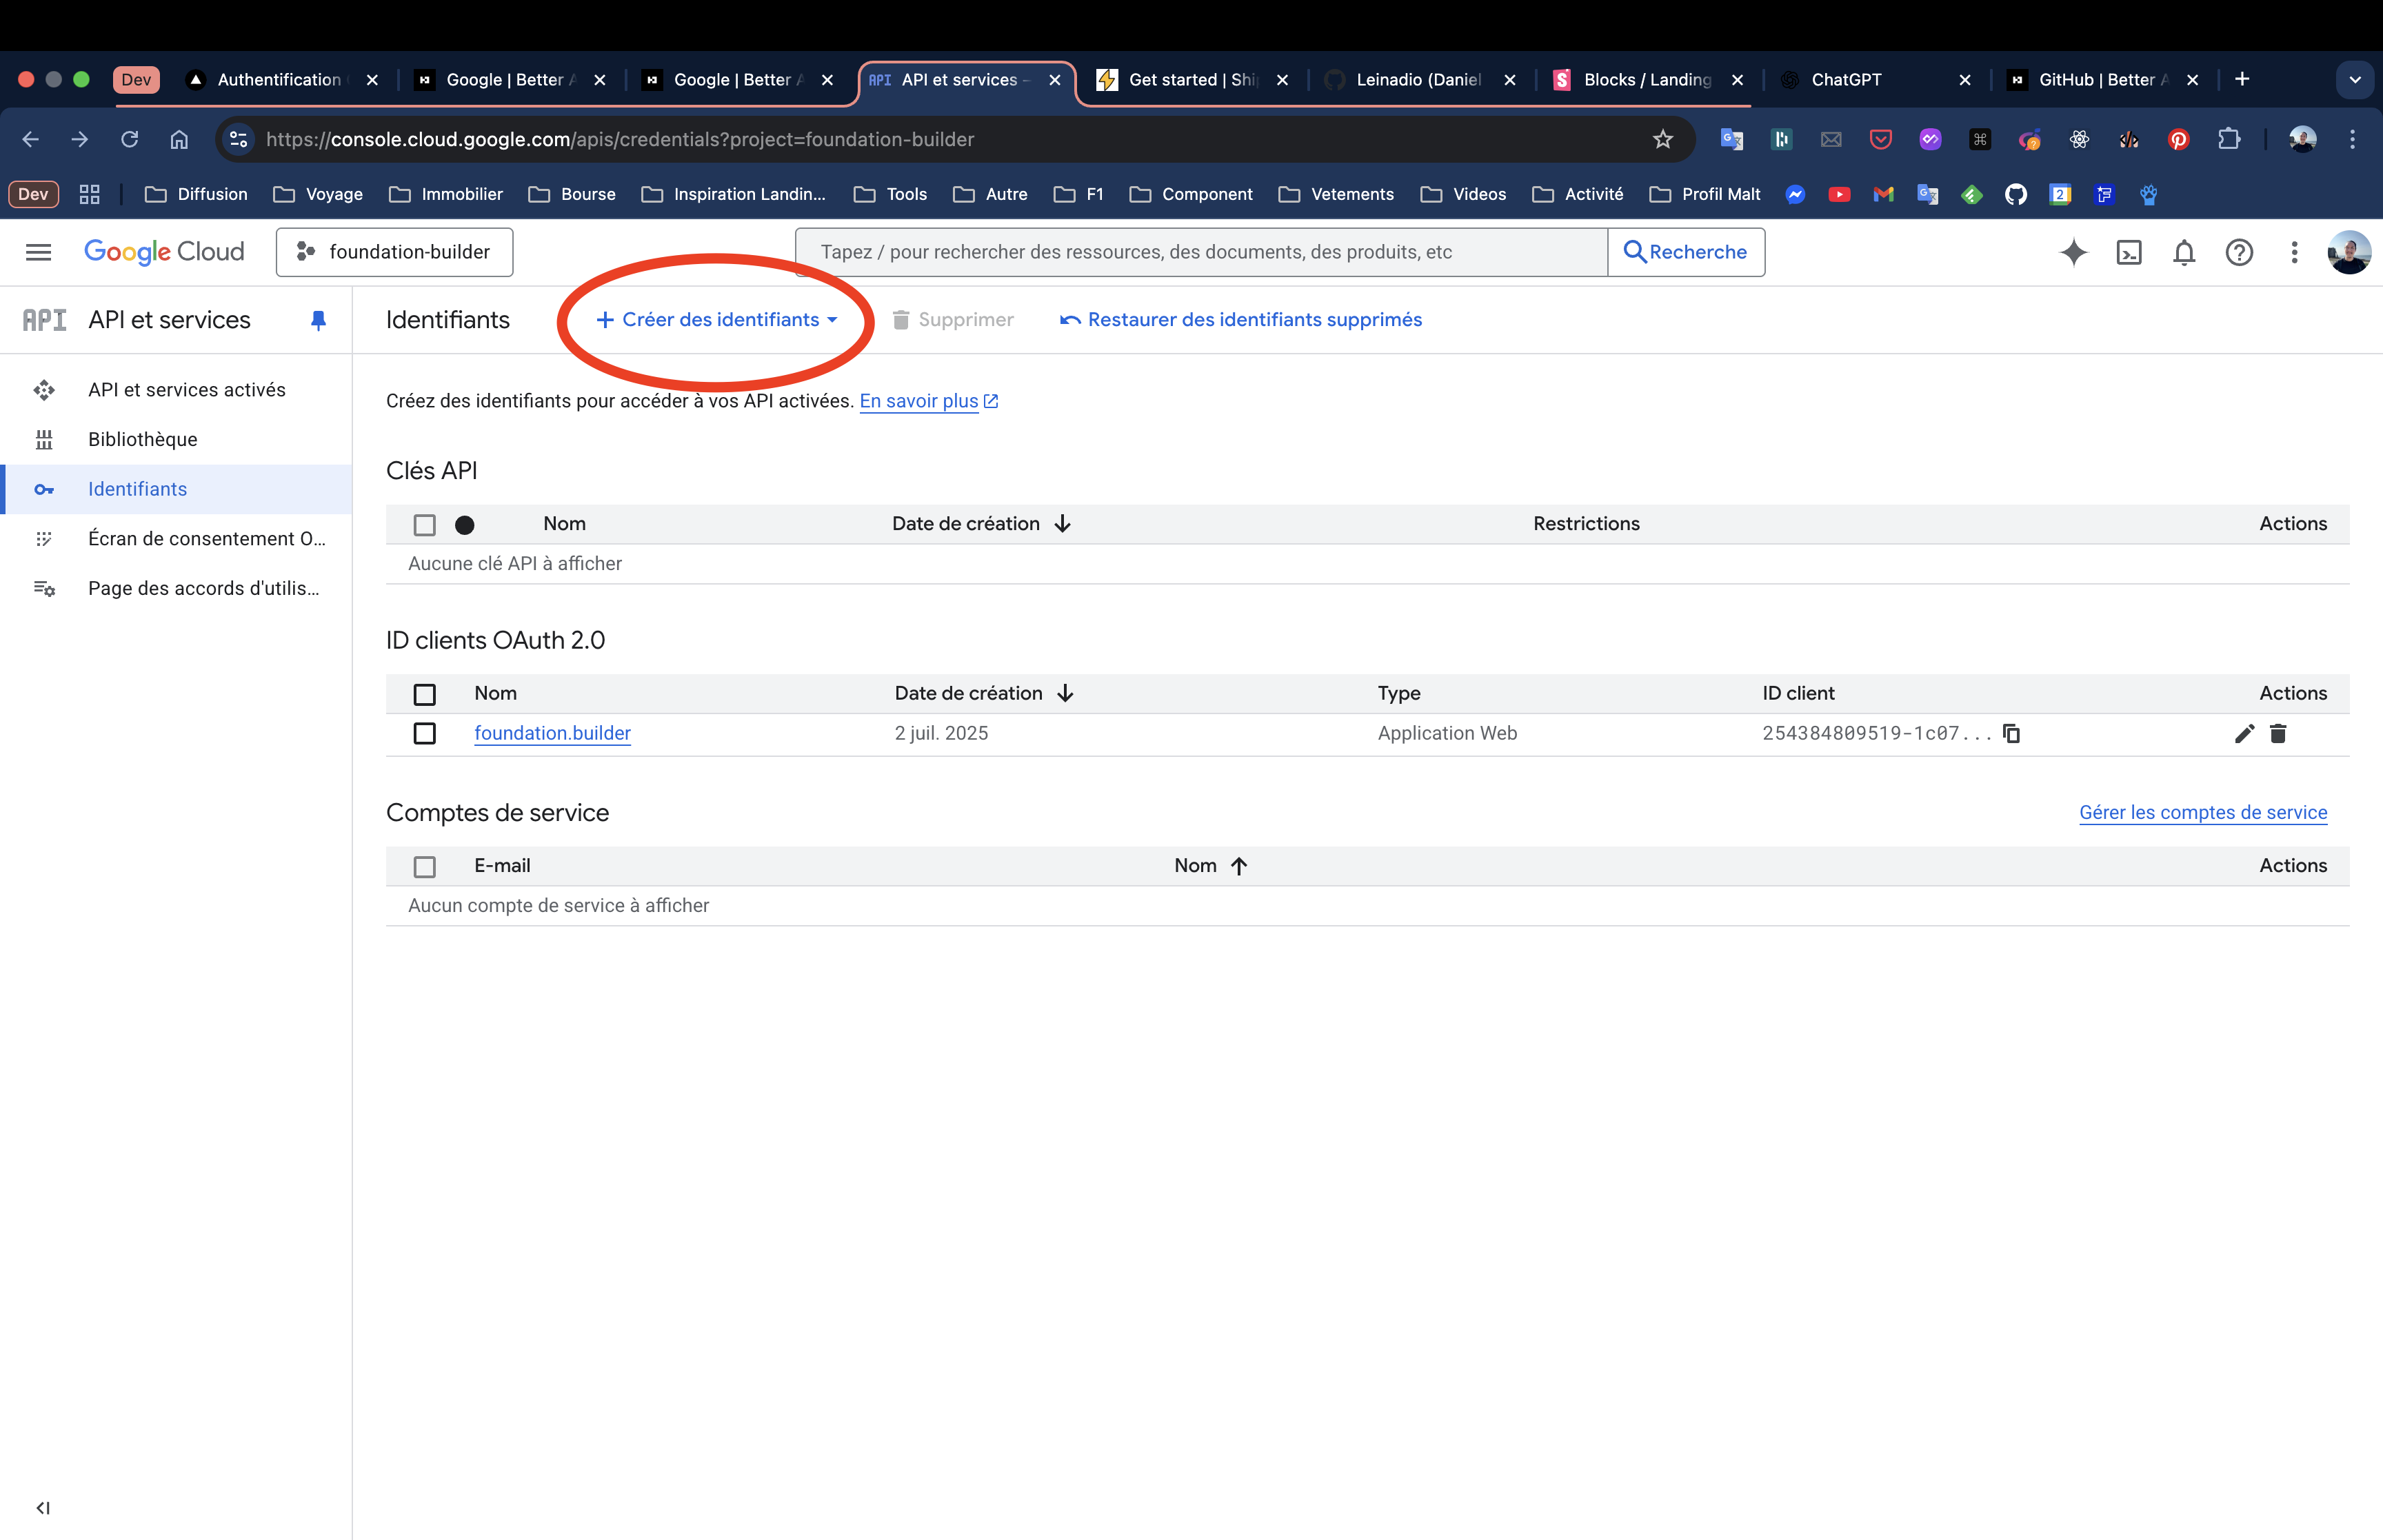 Dev
Authentification
Google | Better A
Google | Better A
API API et services –
Get started | Shi
Leinadio (Daniel
Blocks / Landing
ChatGPT
GitHub | Better A
https://console.cloud.google.com/apis/credentials?project=foundation-builder
Dev
Diffusion
Voyage
Immobilier
Bourse
Inspiration Landin...
Tools
Autre
F1
Component
Vetements
Videos
Activité
Profil Malt
Google Cloud
foundation-builder
Tapez / pour rechercher des ressources, des documents, des produits, etc
Recherche
API API et services
Identifiants
+ Créer des identifiants
Supprimer
Restaurer des identifiants supprimés
API et services activés
Bibliothèque
Identifiants
Écran de consentement O...
Page des accords d'utilis...
Créez des identifiants pour accéder à vos API activées. En savoir plus
Clés API
Nom Date de création Restrictions Actions
Aucune clé API à afficher
ID clients OAuth 2.0
Nom Date de création Type ID client Actions
foundation.builder 2 juil. 2025 Application Web 254384809519-1c07...
Comptes de service
Gérer les comptes de service
E-mail Nom Actions
Aucun compte de service à afficher